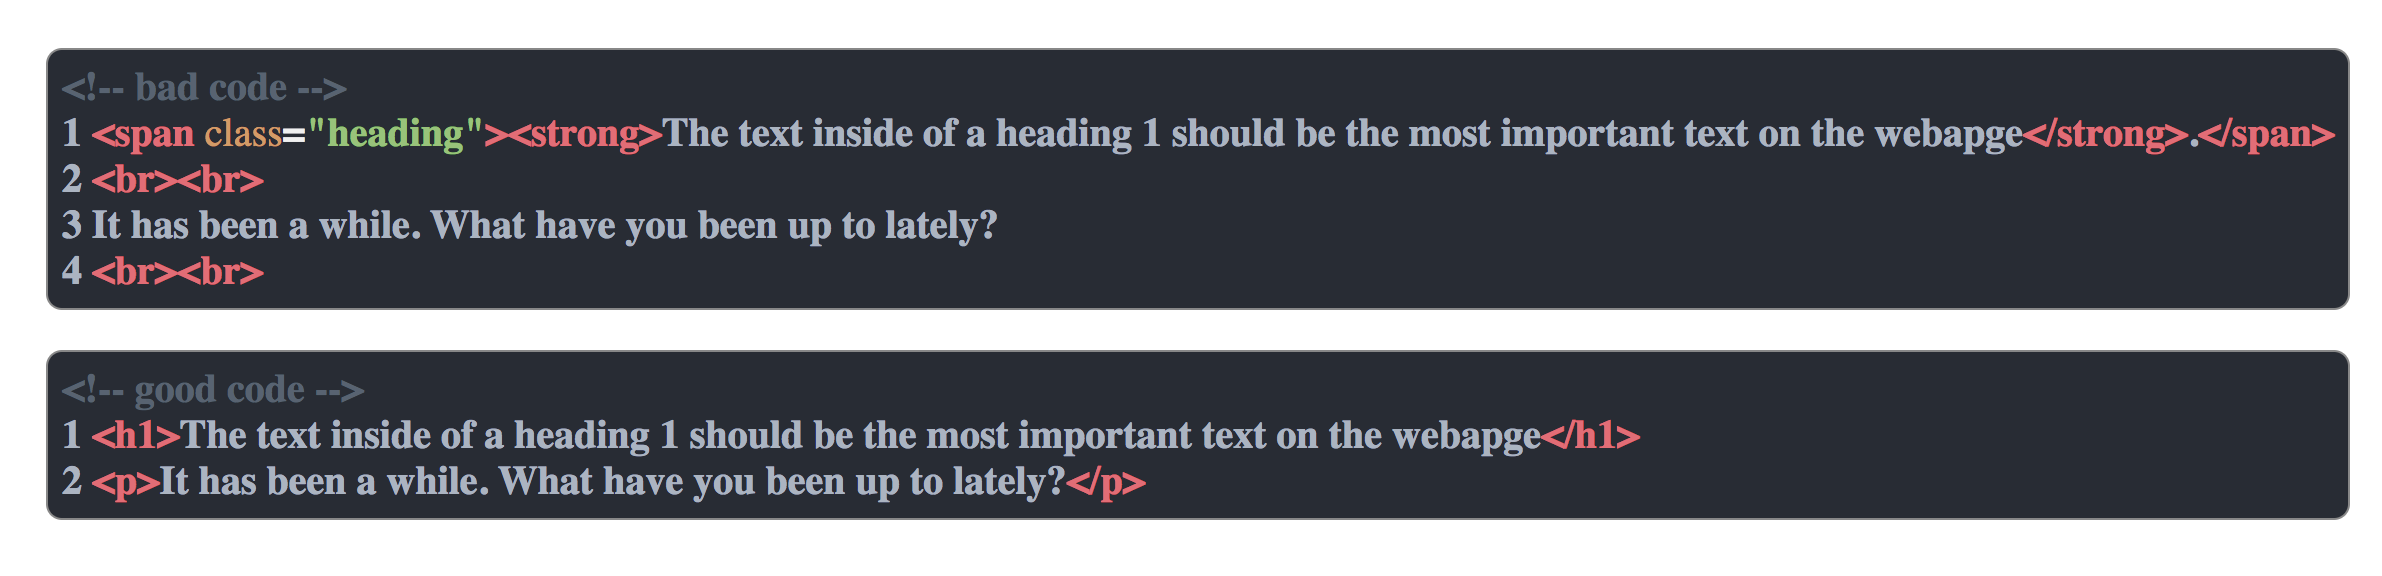 <!-- bad code -->
1 <span class="heading"><strong>The text inside of a heading 1 should be the most important text on the webapge</strong>.</span>
2 <br><br>
3 It has been a while. What have you been up to lately?
4 <br><br>
<!-- good code -->
1 <h1>The text inside of a heading 1 should be the most important text on the webapge</h1>
2 <p>It has been a while. What have you been up to lately?</p>